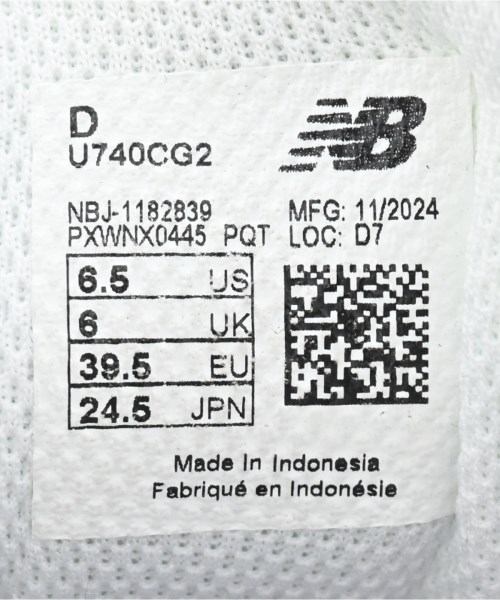 D
NB
U740CG2
NBJ-1182839 MFG: 11/2024
PXWNX0445 PQT LOC: D7
6.5 US
6 UK
39.5 EU
24.5 JPN
Made In Indonesia
Fabriqué en Indonésie